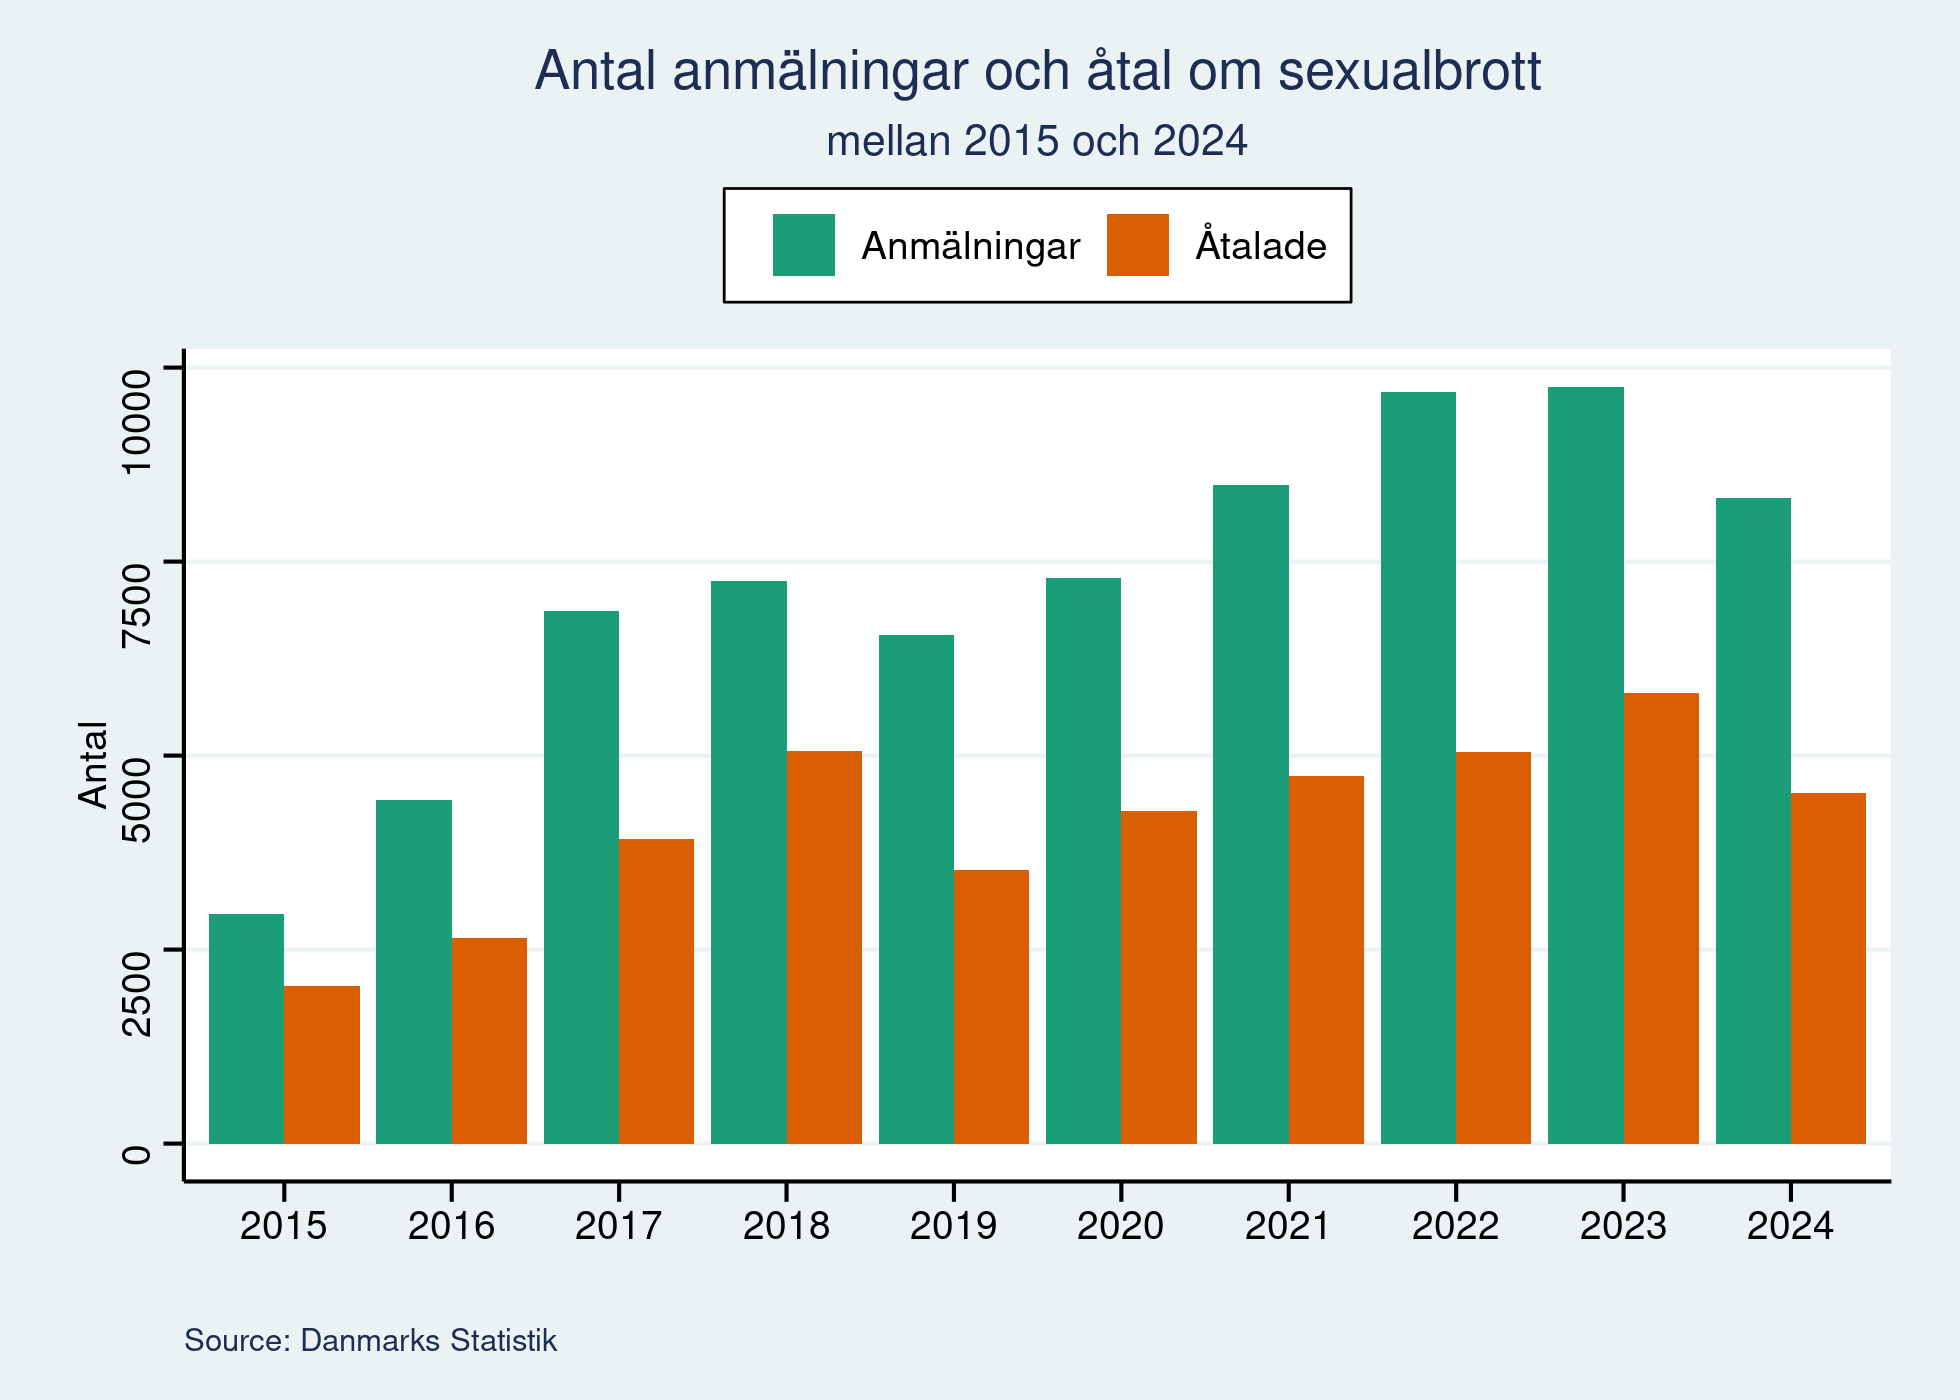 Antal anmälningar och åtal om sexualbrott
mellan 2015 och 2024
Anmälningar Åtalade
10000
7500
5000
2500
0
Antal
2015 2016 2017 2018 2019 2020 2021 2022 2023 2024
Source: Danmarks Statistik